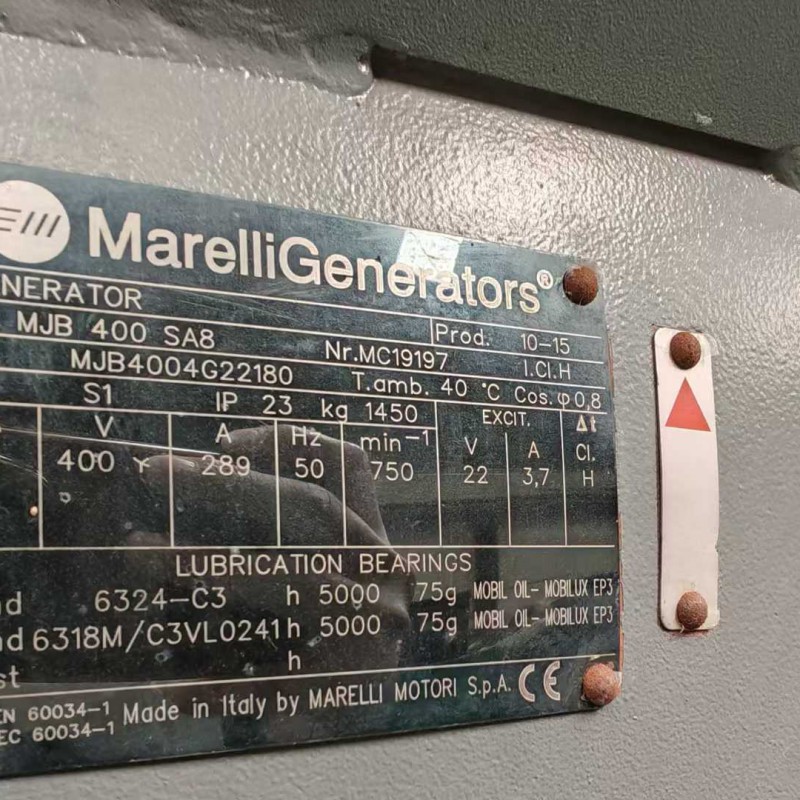 MarelliGenerators®
NERATOR
MJB 400 SA8 Nr.MC19197 Prod. 10-15
MJB4004G22180 T.amb. 40 °C I.Cl.H
S1 IP 23 kg 1450 Cos.φ0,8
V A Hz min-1 EXCIT. Δt
V A Cl.
400 Y 289 50 750 22 3,7 H
LUBRICATION BEARINGS
nd 6324-C3 h 5000 75g MOBIL OIL- MOBILUX EP3
nd 6318M/C3VL0241 h 5000 75g MOBIL OIL- MOBILUX EP3
st h
EN 60034-1 Made in Italy by MARELLI MOTORI S.p.A. CE
IEC 60034-1